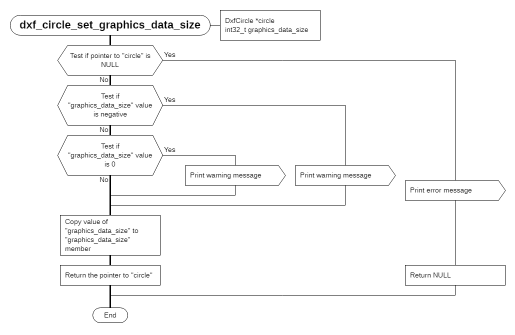 dxf_circle_set_graphics_data_size
DxfCircle *circle
int32_t graphics_data_size
Test if pointer to "circle" is
NULL
Yes
No
Test if
"graphics_data_size" value
is negative
Yes
No
Test if
"graphics_data_size" value
is 0
Yes
No
Print warning message
Print warning message
Print error message
Copy value of
"graphics_data_size" to
"graphics_data_size"
member
Return the pointer to "circle"
Return NULL
End